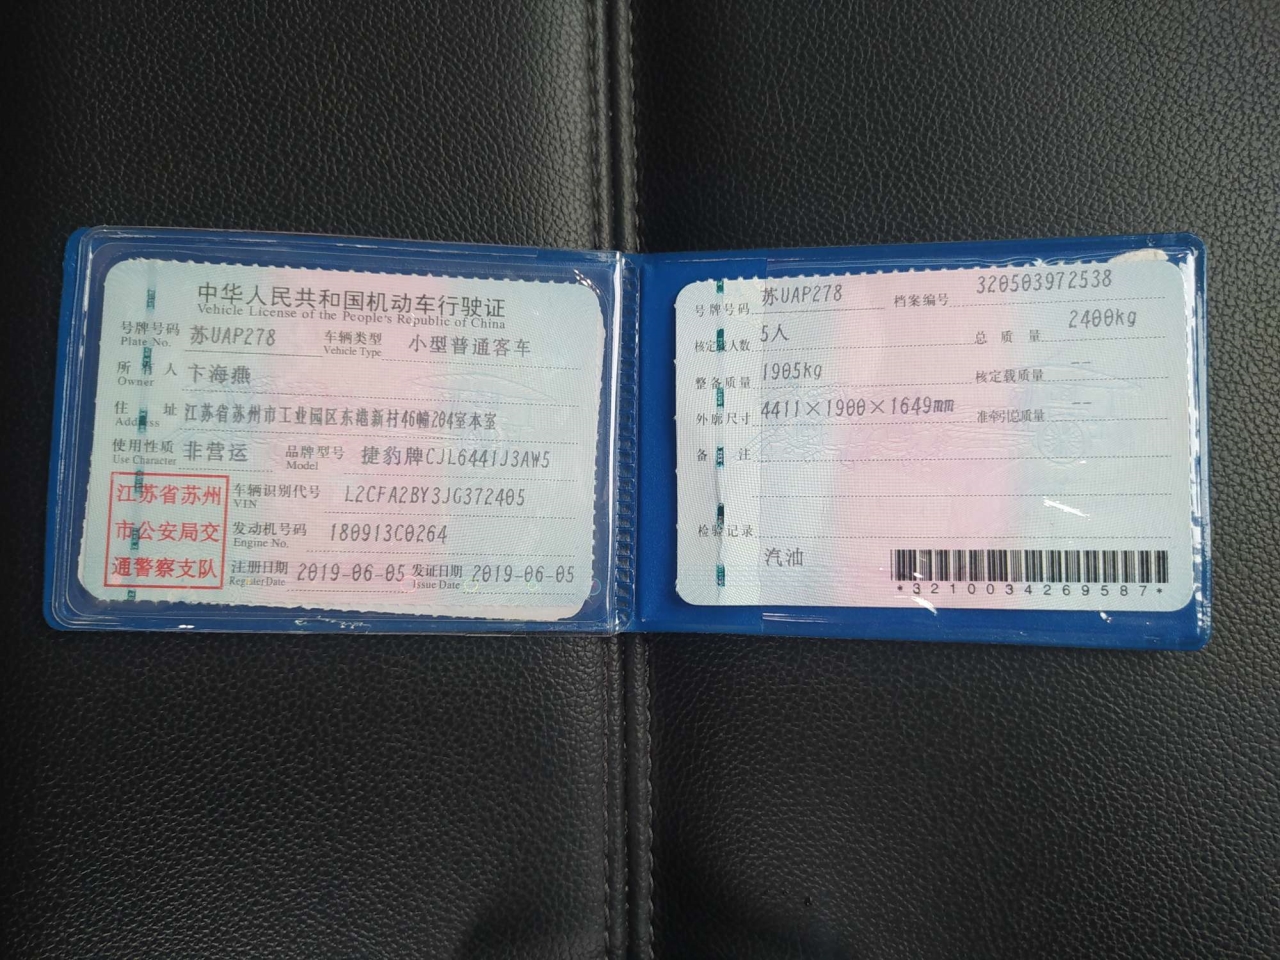 中华人民共和国机动车行驶证
Vehicle License of the People's Republic of China
号牌号码 苏UAP278 车辆类型 小型普通客车
Plate No. Vehicle Type
所有人 卞海燕
Owner
住址 江苏省苏州市工业园区东港新村46幢204室本室
Address
使用性质 非营运 品牌型号 捷豹牌CJL6441J3AW5
Use Character Model
车辆识别代号 L2CFA2BY3JG372405
VIN
发动机号码 180913C0264
Engine No.
注册日期 2019-06-05 发证日期 2019-06-05
Register Date Issue Date
江苏省苏州
市公安局交
通警察支队
号牌号码 苏UAP278 档案编号 320503972538
核定载人数 5人 总质量 2400kg
整备质量 1905kg 核定载质量 --
外廓尺寸 4411×1900×1649mm 准牵引总质量 --
备注
检验记录
汽油
*3210034269587*